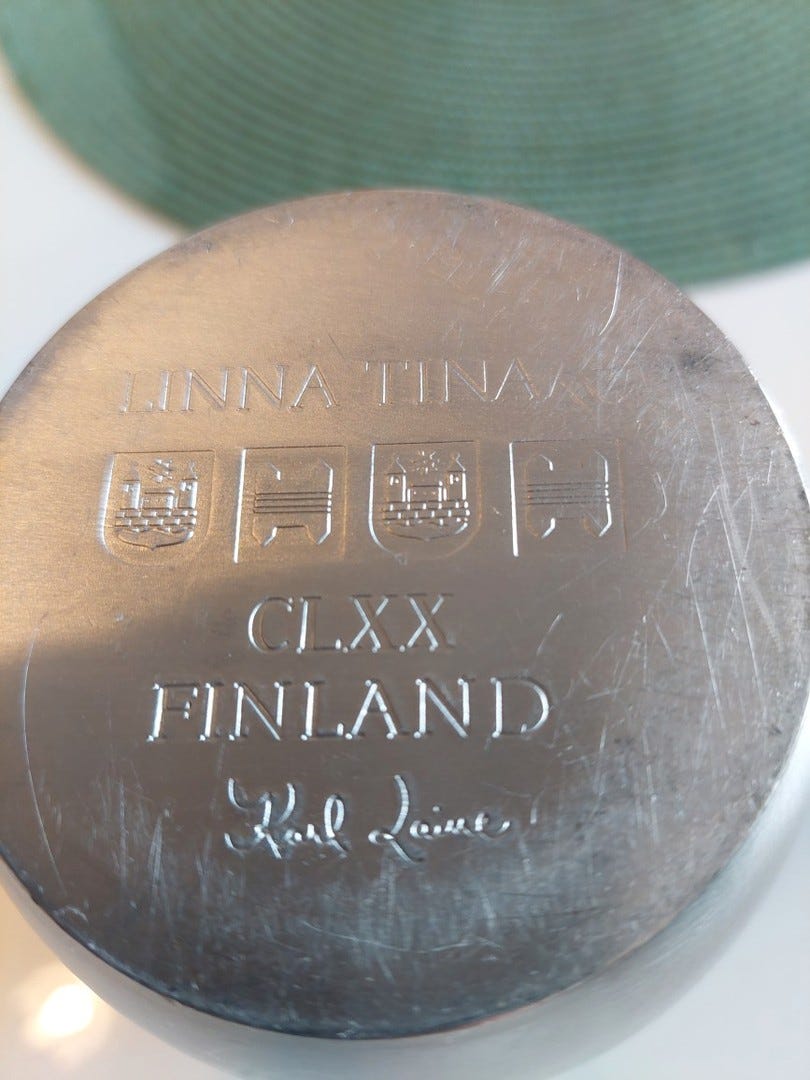 LINNA TINAA
CLXX
FINLAND
Karl Laine